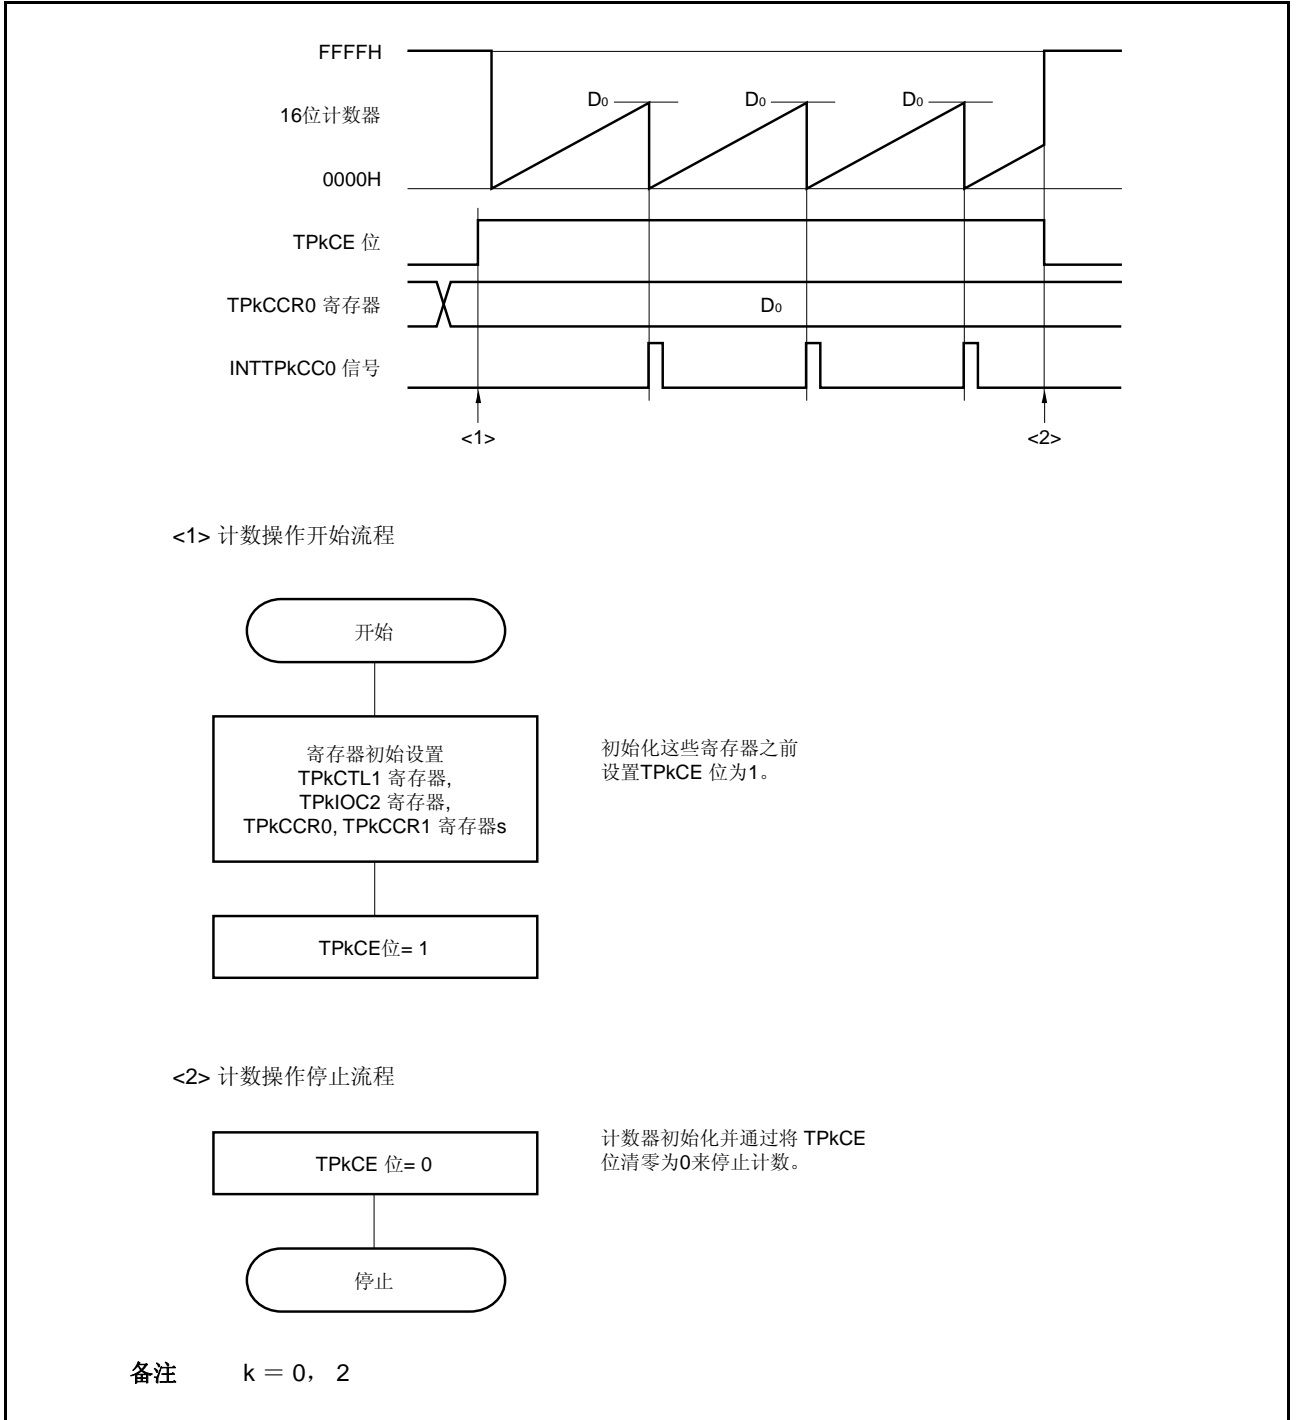 FFFFH
D₀ D₀ D₀
16位计数器
0000H
TPkCE 位
TPkCCR0 寄存器
D₀
INTTPkCC0 信号
<1> <2>
<1> 计数操作开始流程
开始
寄存器初始设置
TPkCTL1 寄存器,
TPkIOC2 寄存器,
TPkCCR0, TPkCCR1 寄存器s
初始化这些寄存器之前
设置TPkCE 位为1。
TPkCE位= 1
<2> 计数操作停止流程
TPkCE 位= 0
计数器初始化并通过将 TPkCE
位清零为0来停止计数。
停止
备注 k = 0, 2